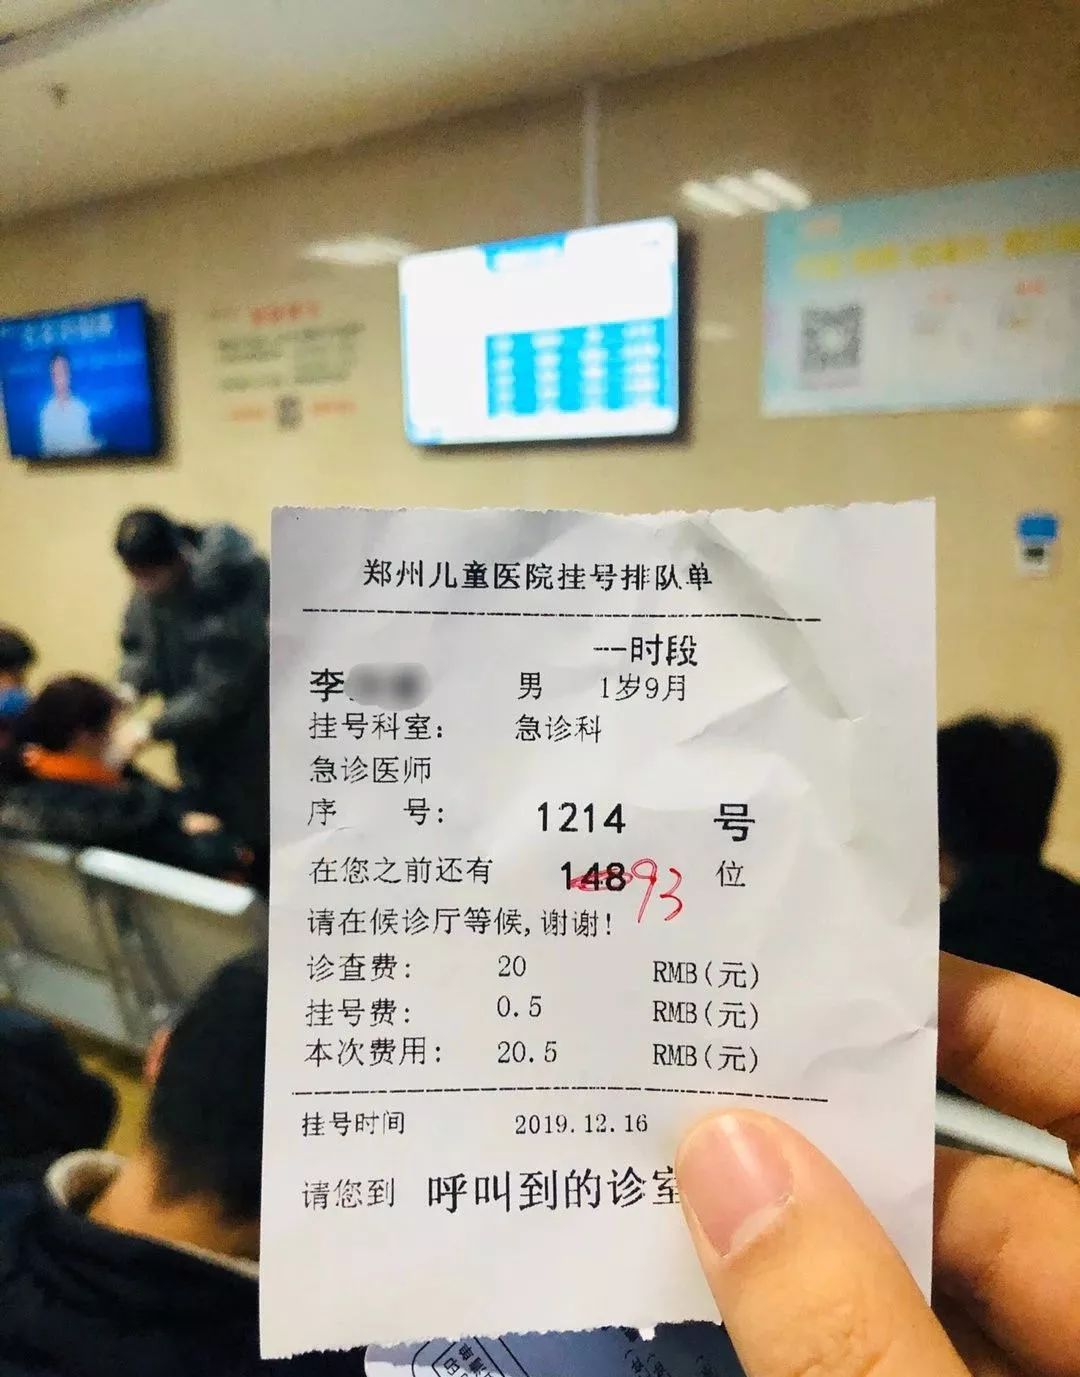 郑州儿童医院挂号排队单
一时段
李 男 1岁9月
挂号科室: 急诊科
急诊医师
序 号: 1214 号
在您之前还有 148 93 位
请在候诊厅等候,谢谢!
诊查费: 20 RMB(元)
挂号费: 0.5 RMB(元)
本次费用: 20.5 RMB(元)
挂号时间 2019.12.16
请您到 呼叫到的诊室